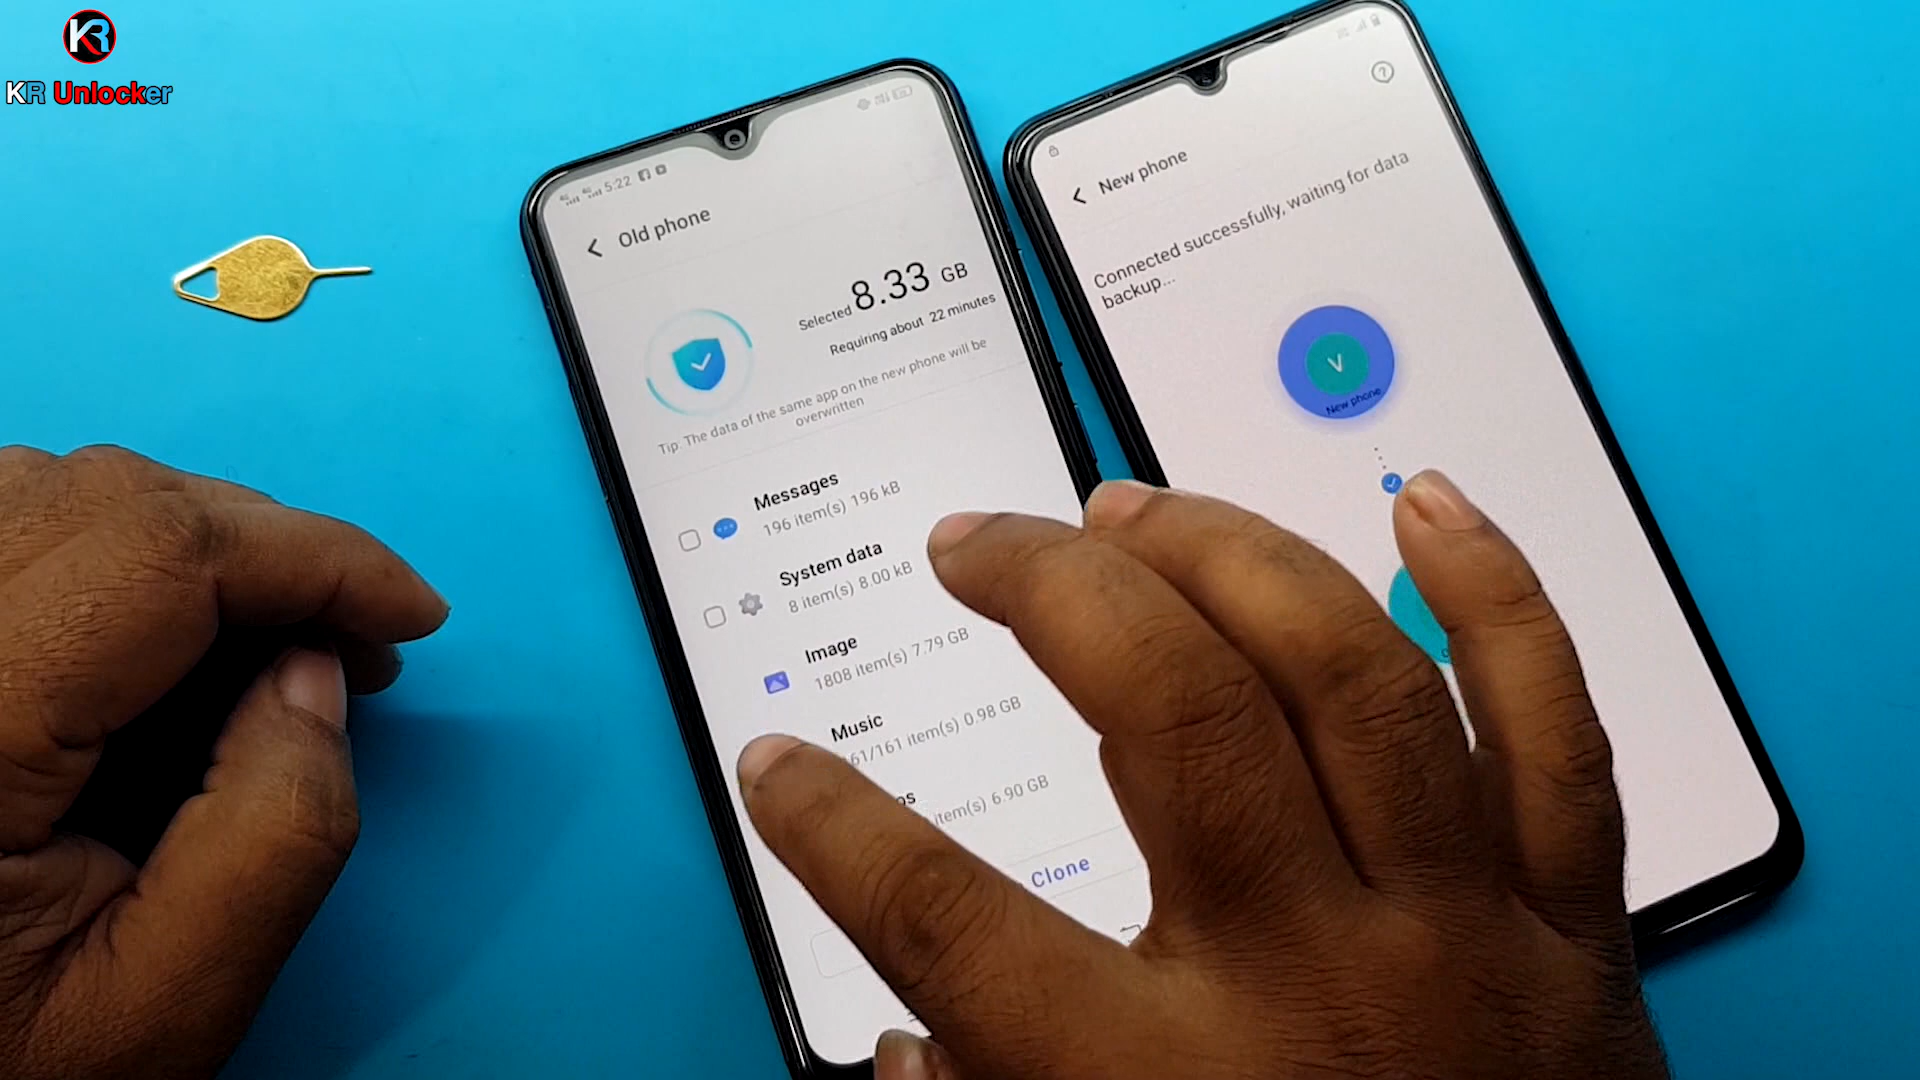 KR
KR Unlocker
5:22
Old phone
Selected 8.33 GB
Requiring about 22 minutes
Tip: The data of the same app on the new phone will be
overwritten
Messages
196 item(s) 196 kB
System data
8 item(s) 8.00 kB
Image
1808 item(s) 7.79 GB
Music
161/161 item(s) 0.98 GB
item(s) 6.90 GB
Clone
New phone
Connected successfully, waiting for data
backup...
V
New phone